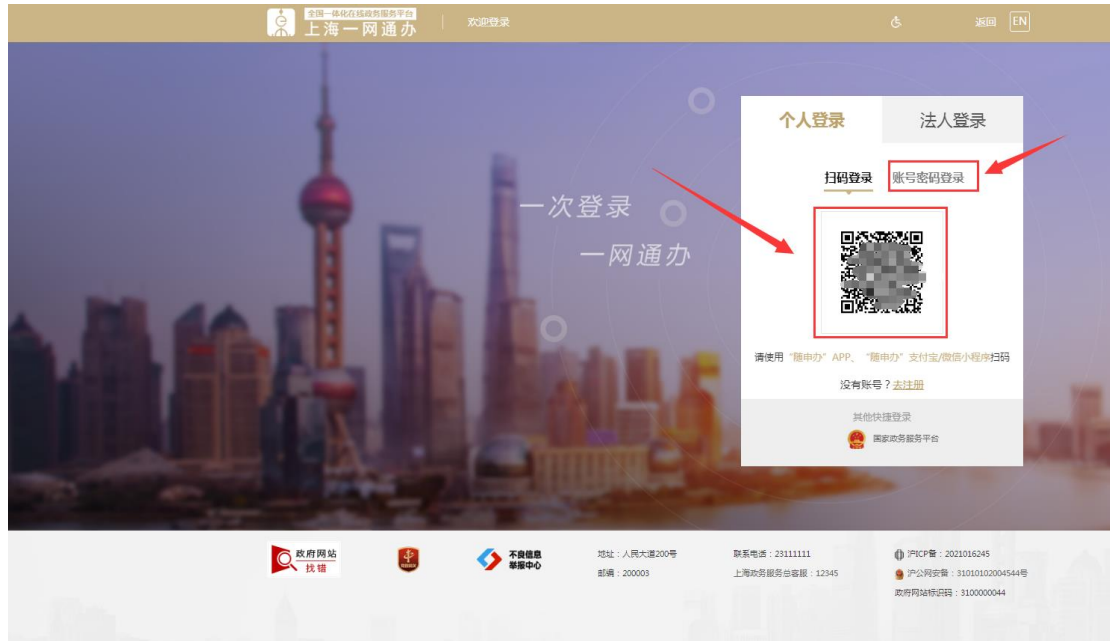 全国一体化在线政务服务平台
上海一网通办
欢迎登录
返回
EN
个人登录
法人登录
扫码登录
账号密码登录
一次登录
一网通办
请使用“随申办”APP、“随申办”支付宝/微信小程序扫码
没有账号？去注册
其他快捷登录
国家政务服务平台
政府网站
找错
不良信息
举报中心
地址：人民大道200号
邮编：200003
联系电话：23111111
上海政务服务总客服：12345
沪ICP备：2021016245
沪公网安备：31010102004544号
政府网站标识码：3100000044